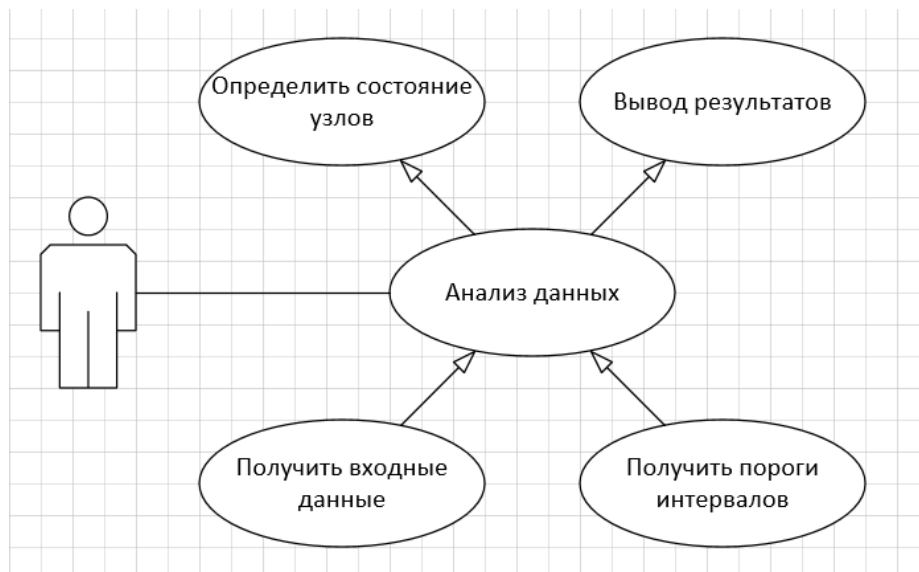 Определить состояние
узлов
Вывод результатов
Анализ данных
Получить входные
данные
Получить пороги
интервалов